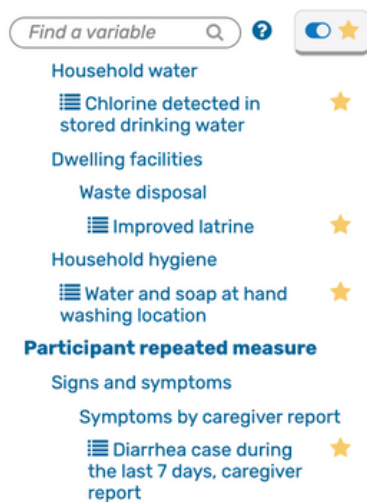 Find a variable
?
Household water
Chlorine detected in
stored drinking water
Dwelling facilities
Waste disposal
Improved latrine
Household hygiene
Water and soap at hand
washing location
Participant repeated measure
Signs and symptoms
Symptoms by caregiver report
Diarrhea case during
the last 7 days, caregiver
report